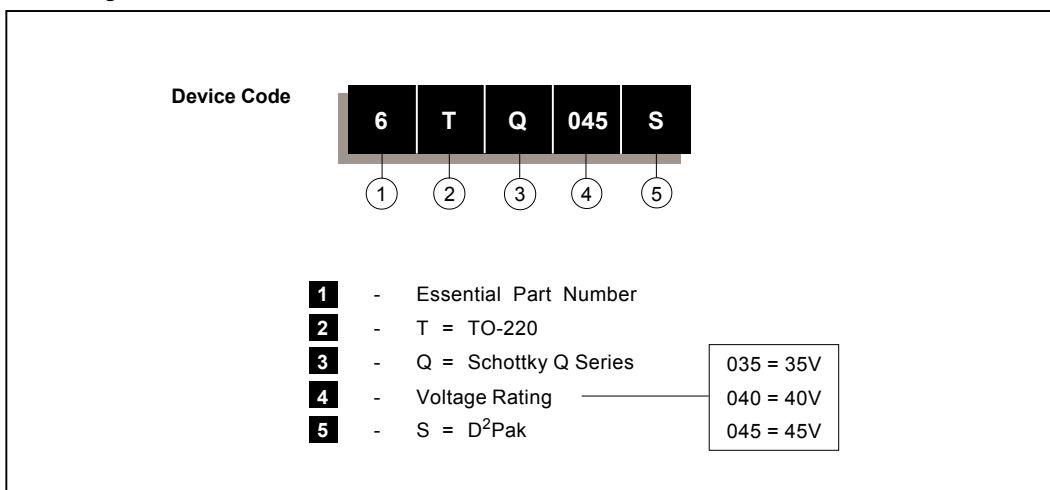 Device Code
6 T Q 045 S
1 2 3 4 5
1 - Essential Part Number
2 - T = TO-220
3 - Q = Schottky Q Series
4 - Voltage Rating
5 - S = D²Pak
035 = 35V
040 = 40V
045 = 45V